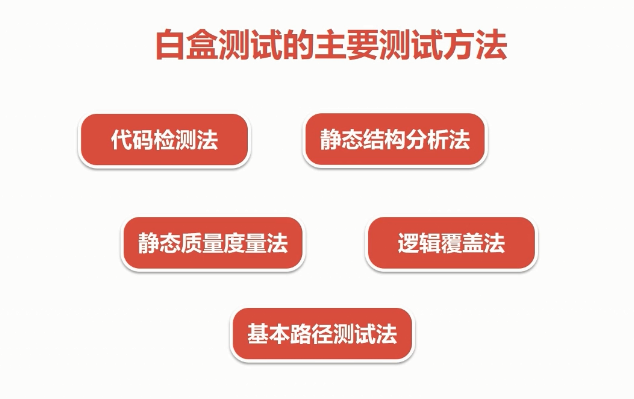 白盒测试的主要测试方法
代码检测法
静态结构分析法
静态质量度量法
逻辑覆盖法
基本路径测试法